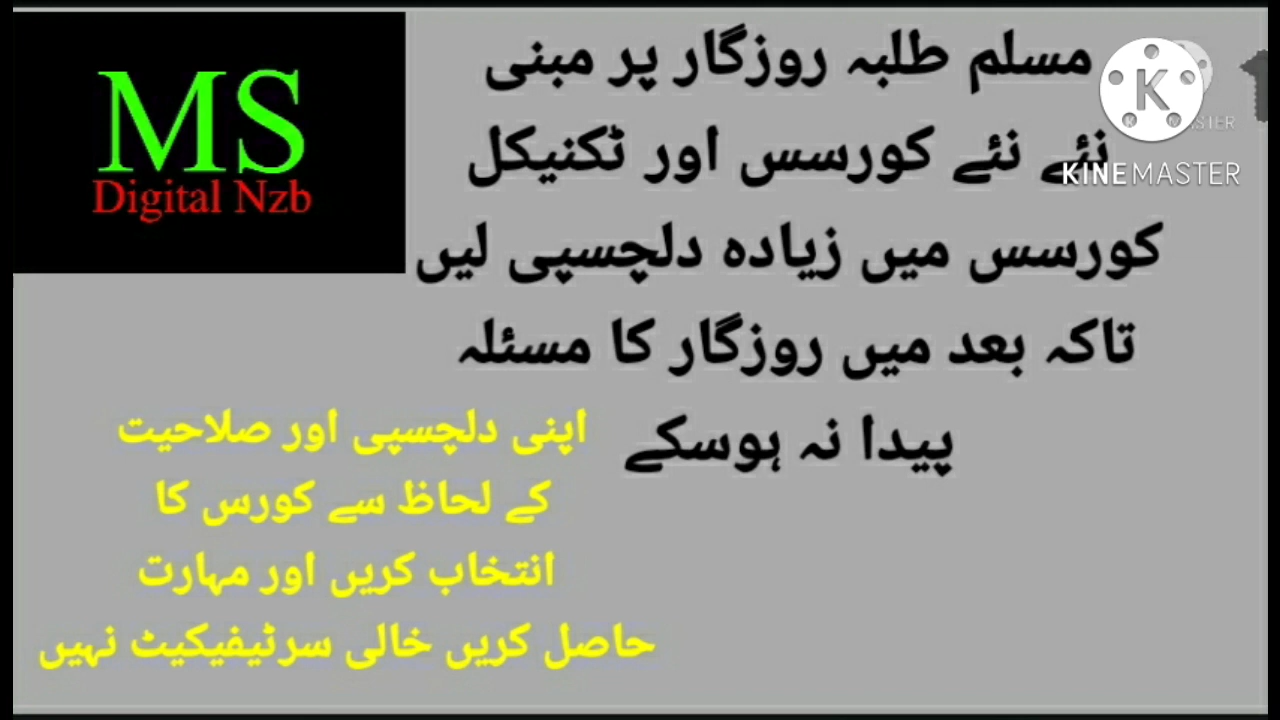 MS
Digital Nzb
مسلم طلبہ روزگار پر مبنی
نئے نئے کورسس اور ٹکنیکل
کورسس میں زیادہ دلچسپی لیں
تاکہ بعد میں روزگار کا مسئلہ
پیدا نہ ہوسکے
اپنی دلچسپی اور صلاحیت
کے لحاظ سے کورس کا
انتخاب کریں اور مہارت
حاصل کریں خالی سرٹیفیکیٹ نہیں
K
KINEMASTER